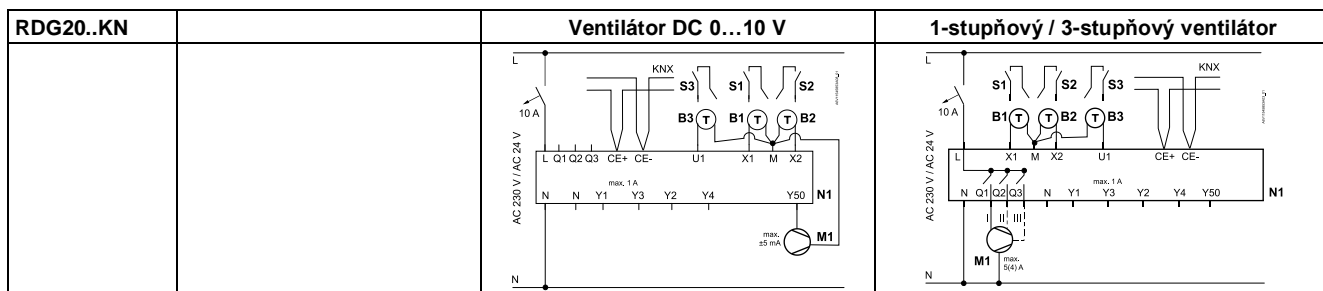 RDG20..KN
Ventilátor DC 0…10 V
1-stupňový / 3-stupňový ventilátor
L
KNX
S3 S1 S2
10 A
B3 T B1 T T B2
AC 230 V / AC 24 V
L Q1 Q2 Q3 CE+ CE- U1 X1 M X2
max. 1 A
N N Y1 Y3 Y2 Y4 Y50
N1
max.
±5 mA
M1
N
L
KNX
S1 S2 S3
10 A
B1 T T B2 T B3
AC 230 V / AC 24 V
L X1 M X2 U1 CE+ CE-
max. 1 A
N Q1 Q2 Q3 N Y1 Y3 Y2 Y4 Y50
N1
I II III
M1
max.
5(4) A
N